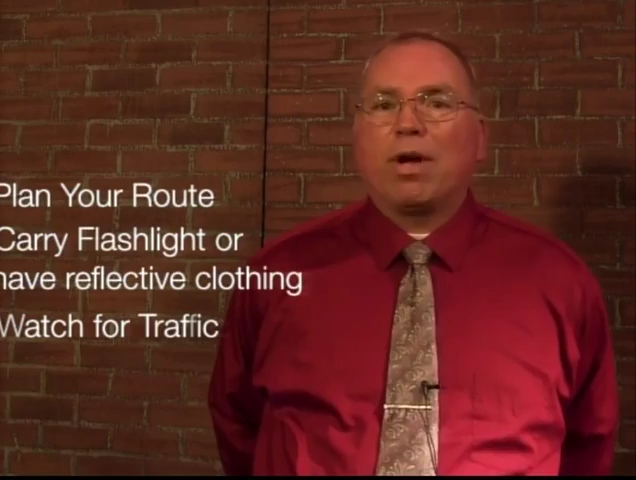 Plan Your Route
Carry Flashlight or
have reflective clothing
Watch for Traffic